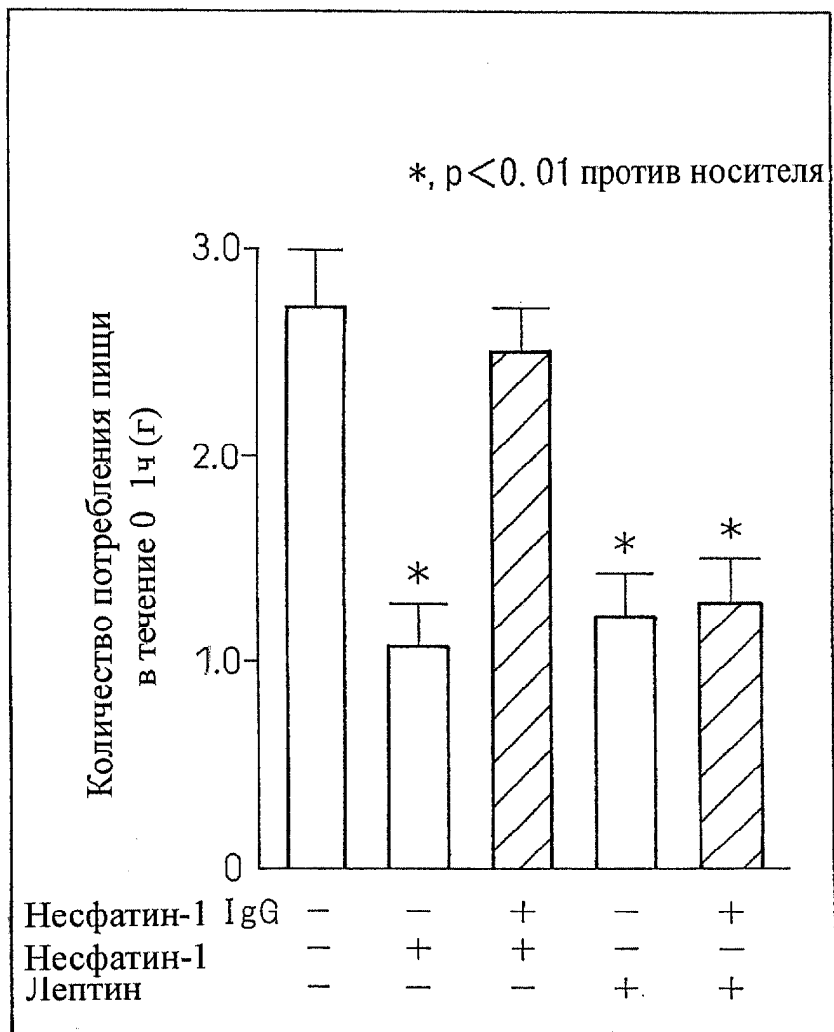 *, p<0.01 против носителя
3.0
2.0
1.0
0
Количество потребления пищи
в течение 0 1ч (г)
*
*
*
Несфатин-1 IgG − − + − +
Несфатин-1 − + + − −
Лептин − − − + +